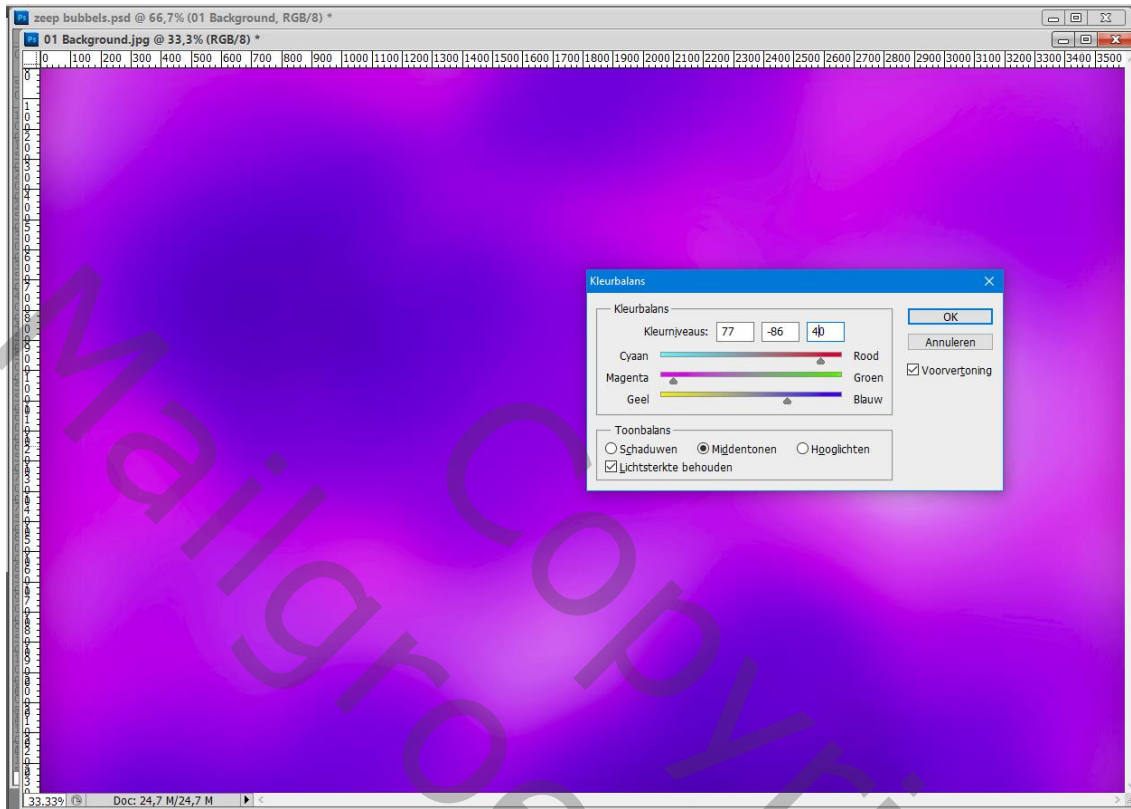 zeep bubbels.psd @ 66,7% (01 Background, RGB/8) *
01 Background.jpg @ 33,3% (RGB/8) *
0 100 200 300 400 500 600 700 800 900 1000 1100 1200 1300 1400 1500 1600 1700 1800 1900 2000 2100 2200 2300 2400 2500 2600 2700 2800 2900 3000 3100 3200 3300 3400 3500
Kleurbalans
Kleurbalans
Kleurniveaus: 77 -86 40
Cyaan Rood
Magenta Groen
Geel Blauw
OK
Annuleren
Voorvertoning
Toonbalans
Schaduwen Middentonen Hooglichten
Lichtsterkte behouden
33.33% Doc: 24,7 M/24,7 M